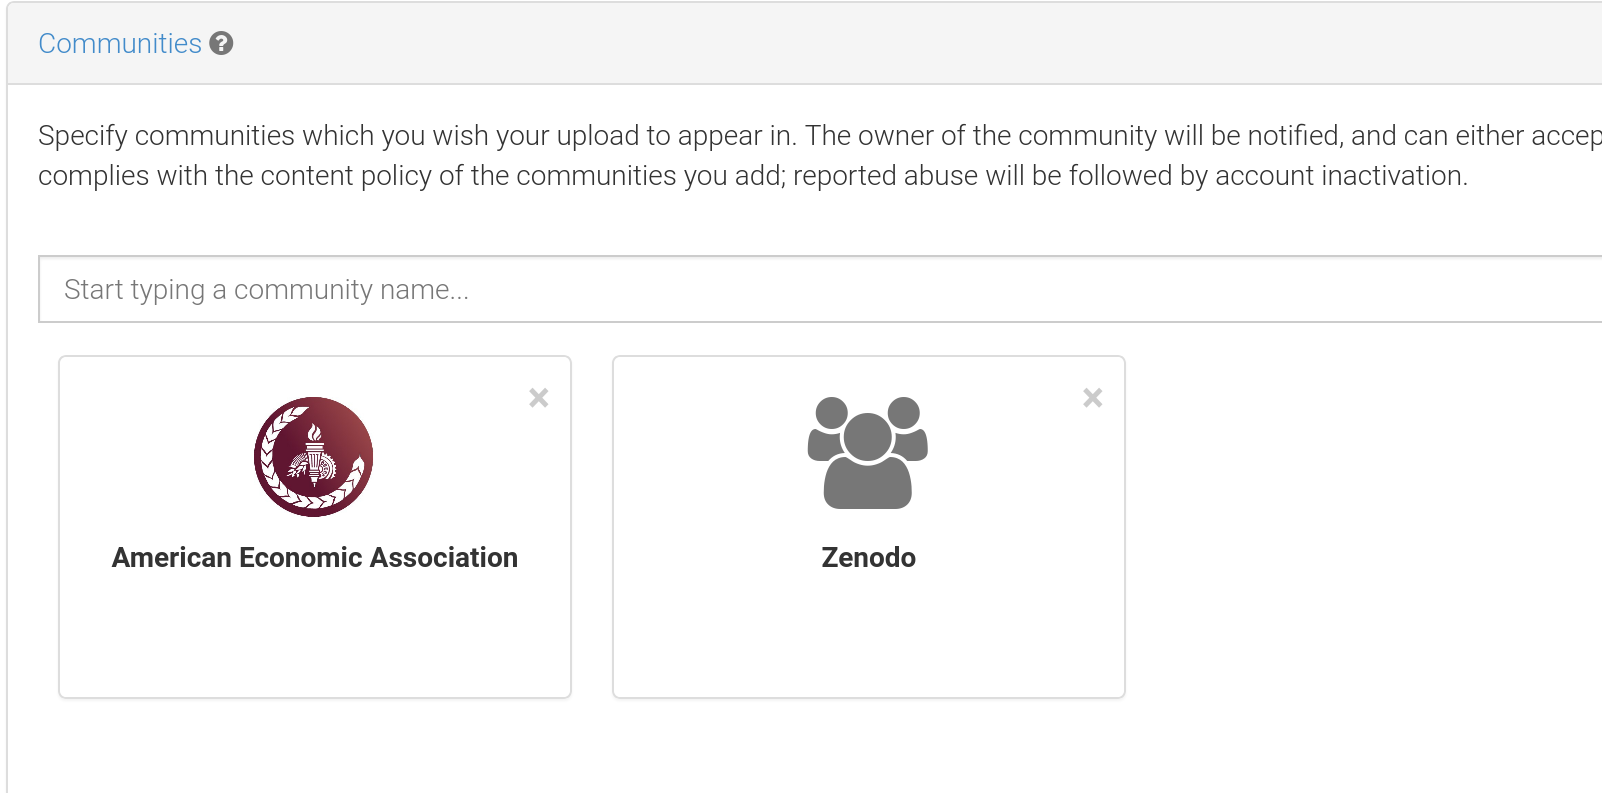 Communities
Specify communities which you wish your upload to appear in. The owner of the community will be notified, and can either accep
complies with the content policy of the communities you add; reported abuse will be followed by account inactivation.
Start typing a community name...
American Economic Association
Zenodo